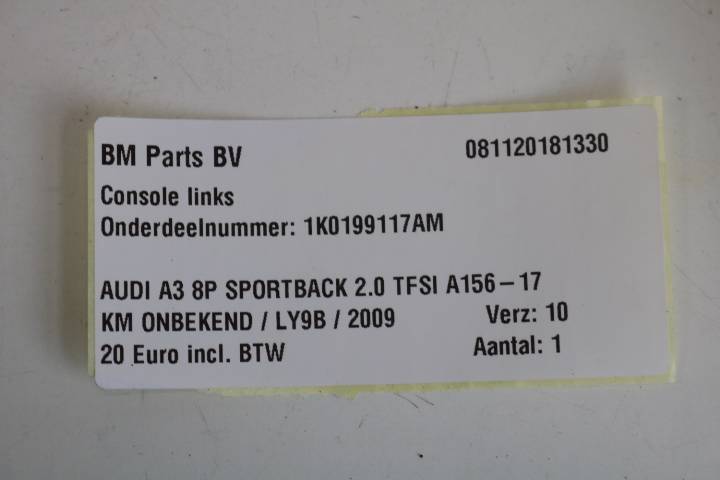 BM Parts BV 081120181330
Console links
Onderdeelnummer: 1K0199117AM
AUDI A3 8P SPORTBACK 2.0 TFSI A156-17
KM ONBEKEND / LY9B / 2009 Verz: 10
20 Euro incl. BTW Aantal: 1